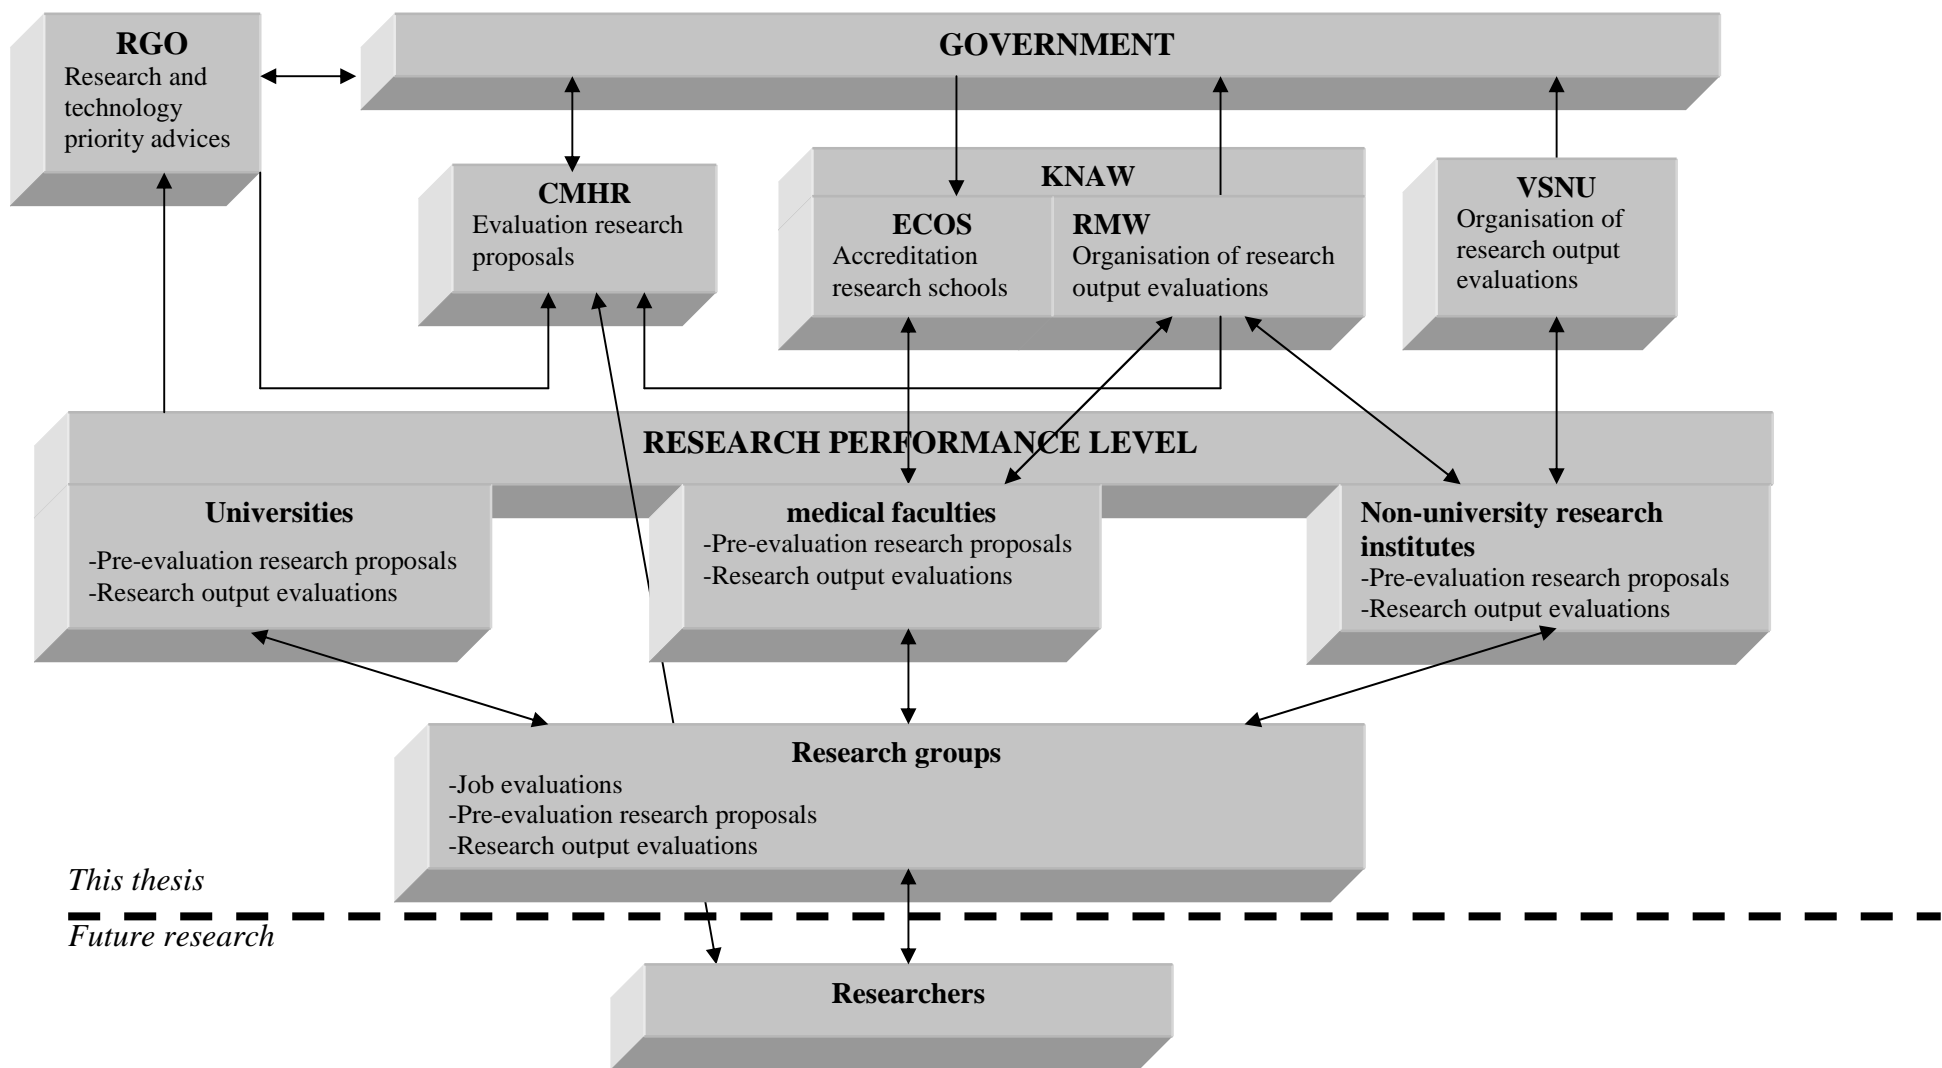 RGO
Research and
technology
priority advices
GOVERNMENT
CMHR
Evaluation research
proposals
KNAW
ECOS
Accreditation
research schools
RMW
Organisation of research
output evaluations
VSNU
Organisation of
research output
evaluations
RESEARCH PERFORMANCE LEVEL
Universities
-Pre-evaluation research proposals
-Research output evaluations
medical faculties
-Pre-evaluation research proposals
-Research output evaluations
Non-university research
institutes
-Pre-evaluation research proposals
-Research output evaluations
Research groups
-Job evaluations
-Pre-evaluation research proposals
-Research output evaluations
This thesis
Future research
Researchers